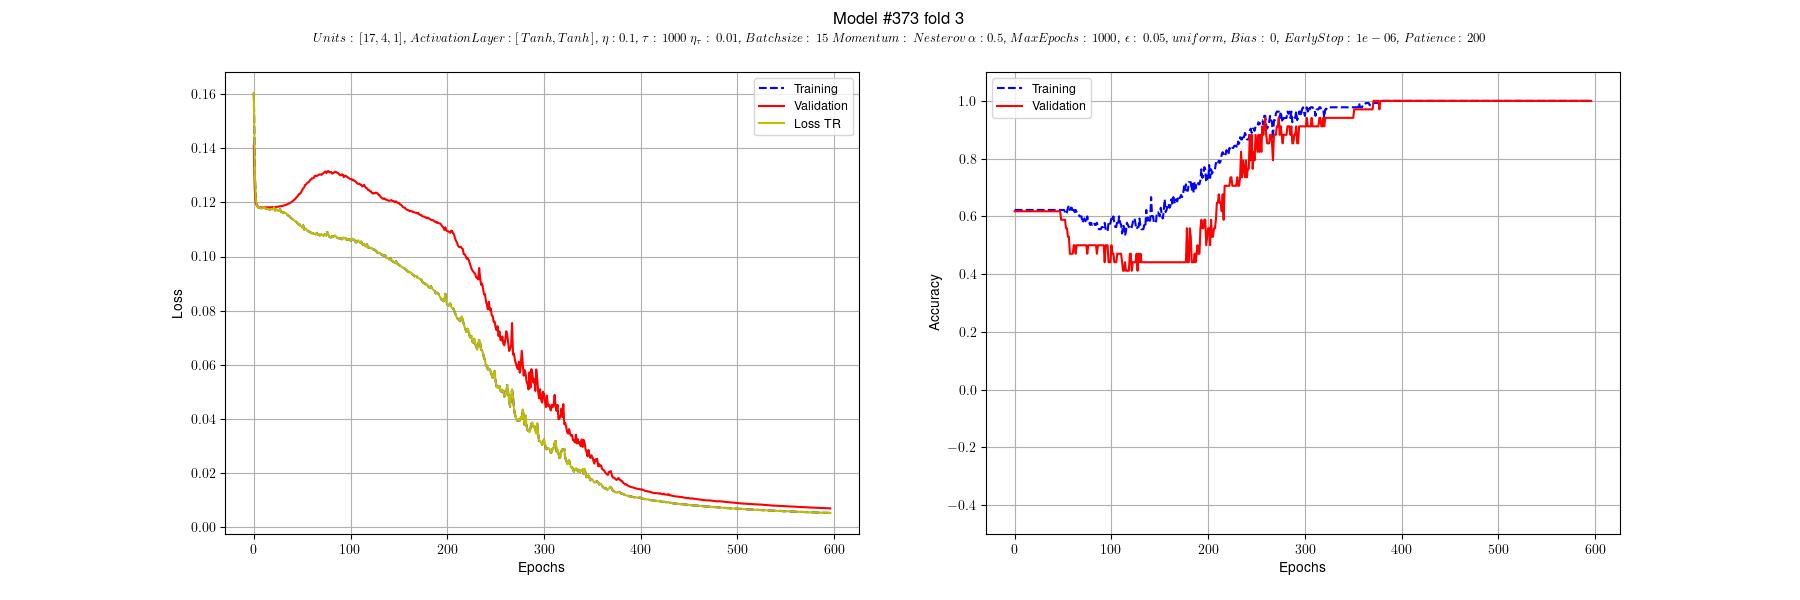 Model #373 fold 3
Units : [17, 4, 1], ActivationLayer : [Tanh, Tanh], η : 0.1, τ : 1000 ητ : 0.01, Batchsize : 15 Momentum : Nesterov α : 0.5, MaxEpochs : 1000, ϵ : 0.05, uniform, Bias : 0, EarlyStop : 1e − 06, Patience : 200
Training
Validation
Loss TR
0.16
0.14
0.12
0.10
0.08
0.06
0.04
0.02
0.00
Loss
0 100 200 300 400 500 600
Epochs
Training
Validation
1.0
0.8
0.6
0.4
0.2
0.0
−0.2
−0.4
Accuracy
0 100 200 300 400 500 600
Epochs